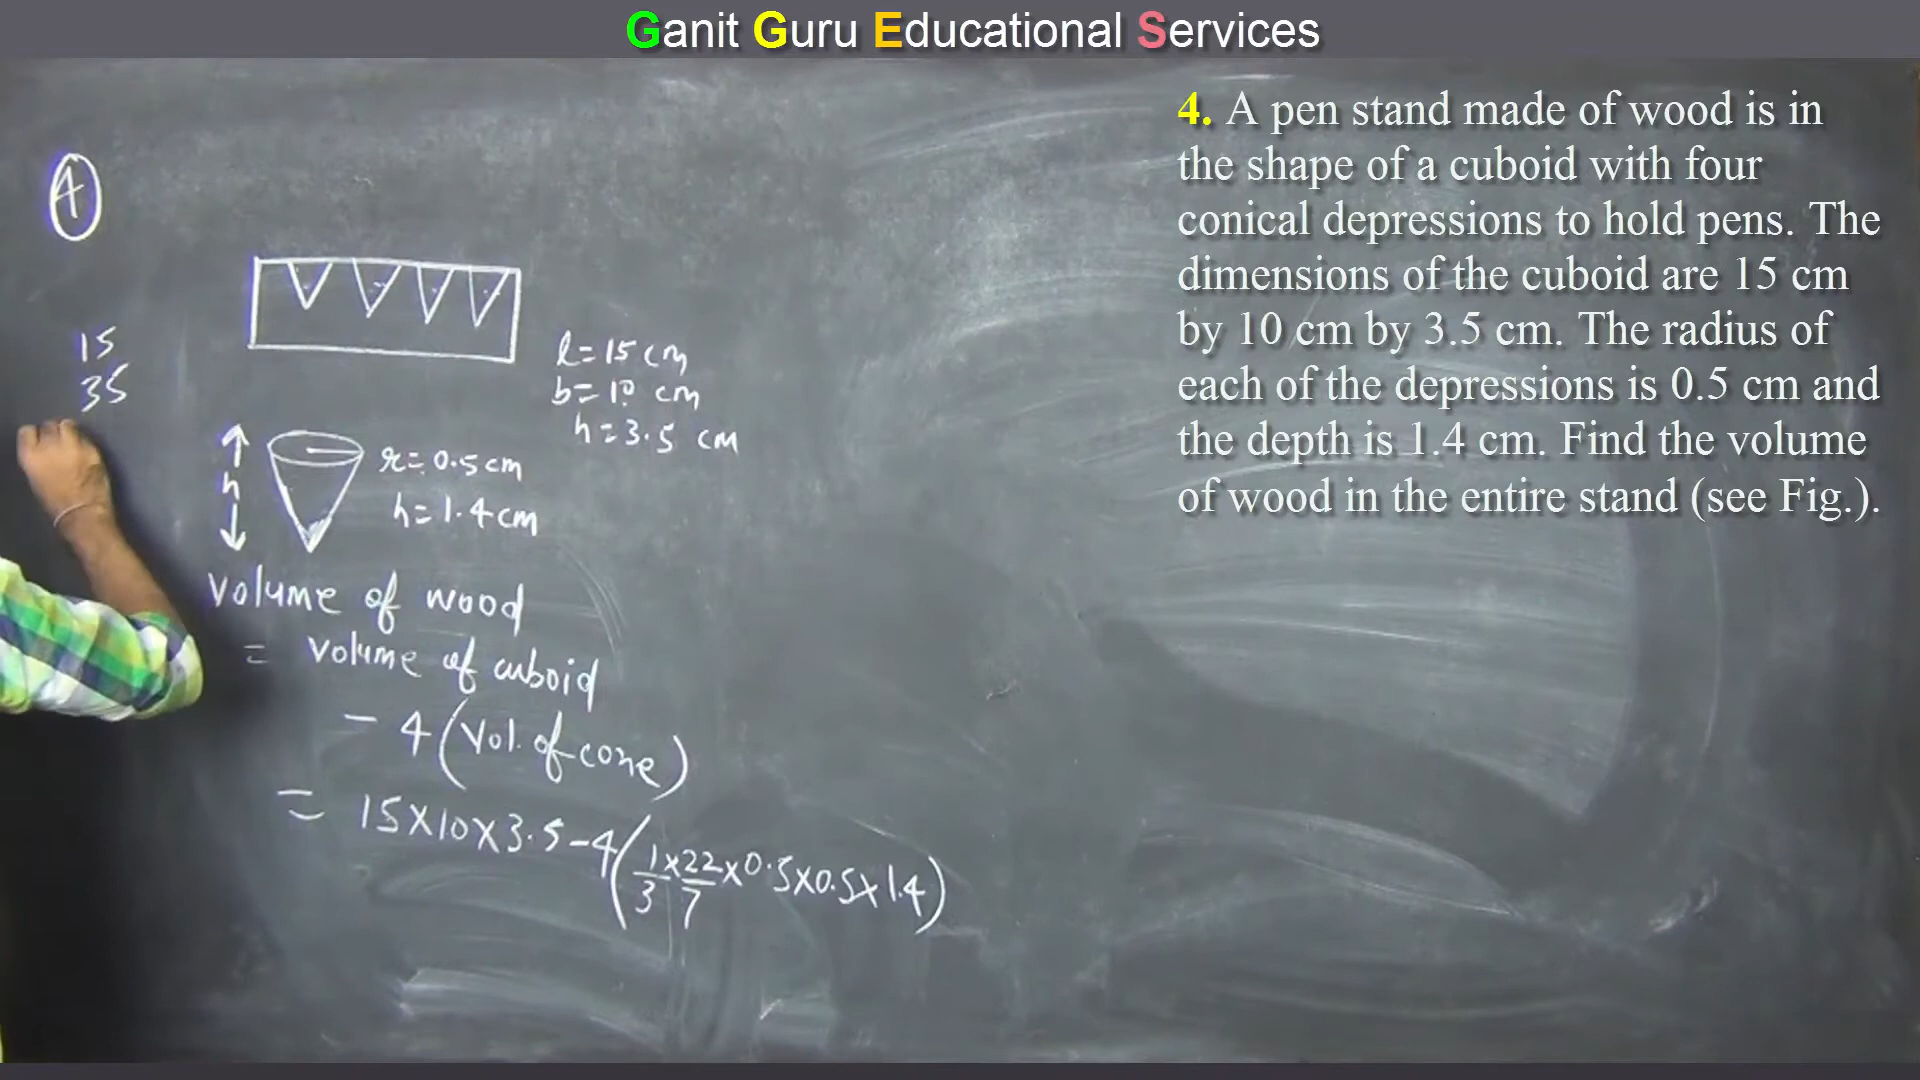 Ganit Guru Educational Services
4. A pen stand made of wood is in
the shape of a cuboid with four
conical depressions to hold pens. The
dimensions of the cuboid are 15 cm
by 10 cm by 3.5 cm. The radius of
each of the depressions is 0.5 cm and
the depth is 1.4 cm. Find the volume
of wood in the entire stand (see Fig.).
4
15
35
l=15 cm
b=10 cm
h=3.5 cm
h
r=0.5cm
h=1.4cm
volume of wood
= volume of cuboid
- 4(Vol. of cone)
= 15×10×3.5-4(1/3×22/7×0.5×0.5×1.4)